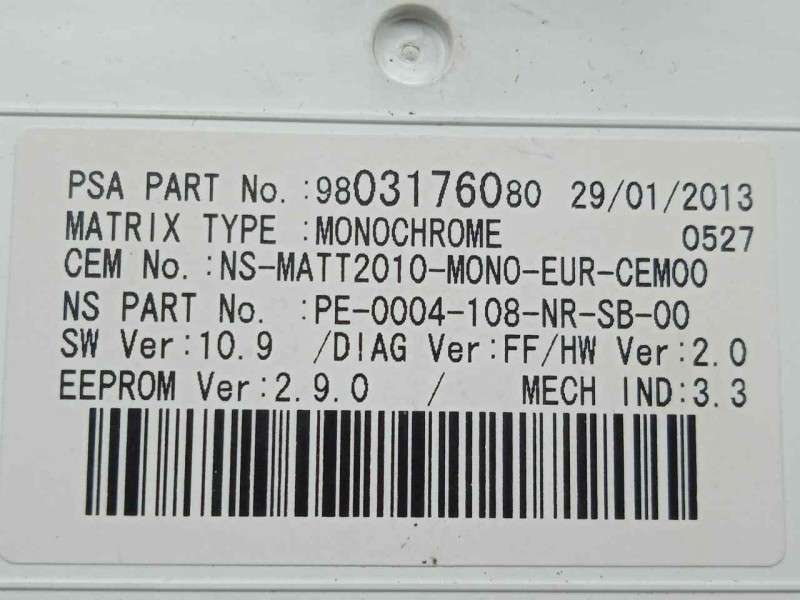 PSA PART No.:9803176080 29/01/2013
MATRIX TYPE :MONOCHROME 0527
CEM No.:NS-MATT2010-MONO-EUR-CEM00
NS PART No. :PE-0004-108-NR-SB-00
SW Ver:10.9 /DIAG Ver:FF/HW Ver:2.0
EEPROM Ver:2.9.0 / MECH IND:3.3